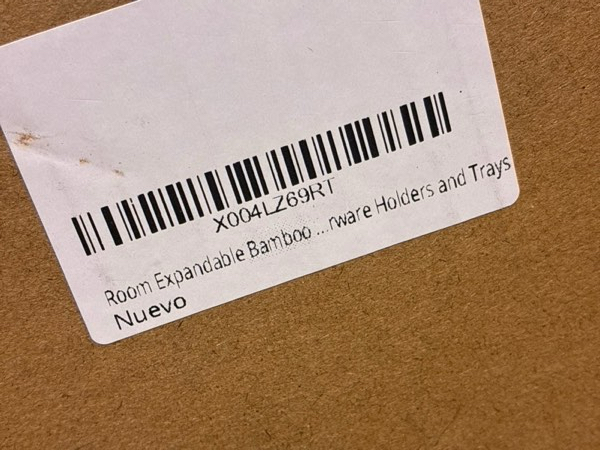 X004LZ69RT
Room Expandable Bamboo ...rware Holders and Trays
Nuevo